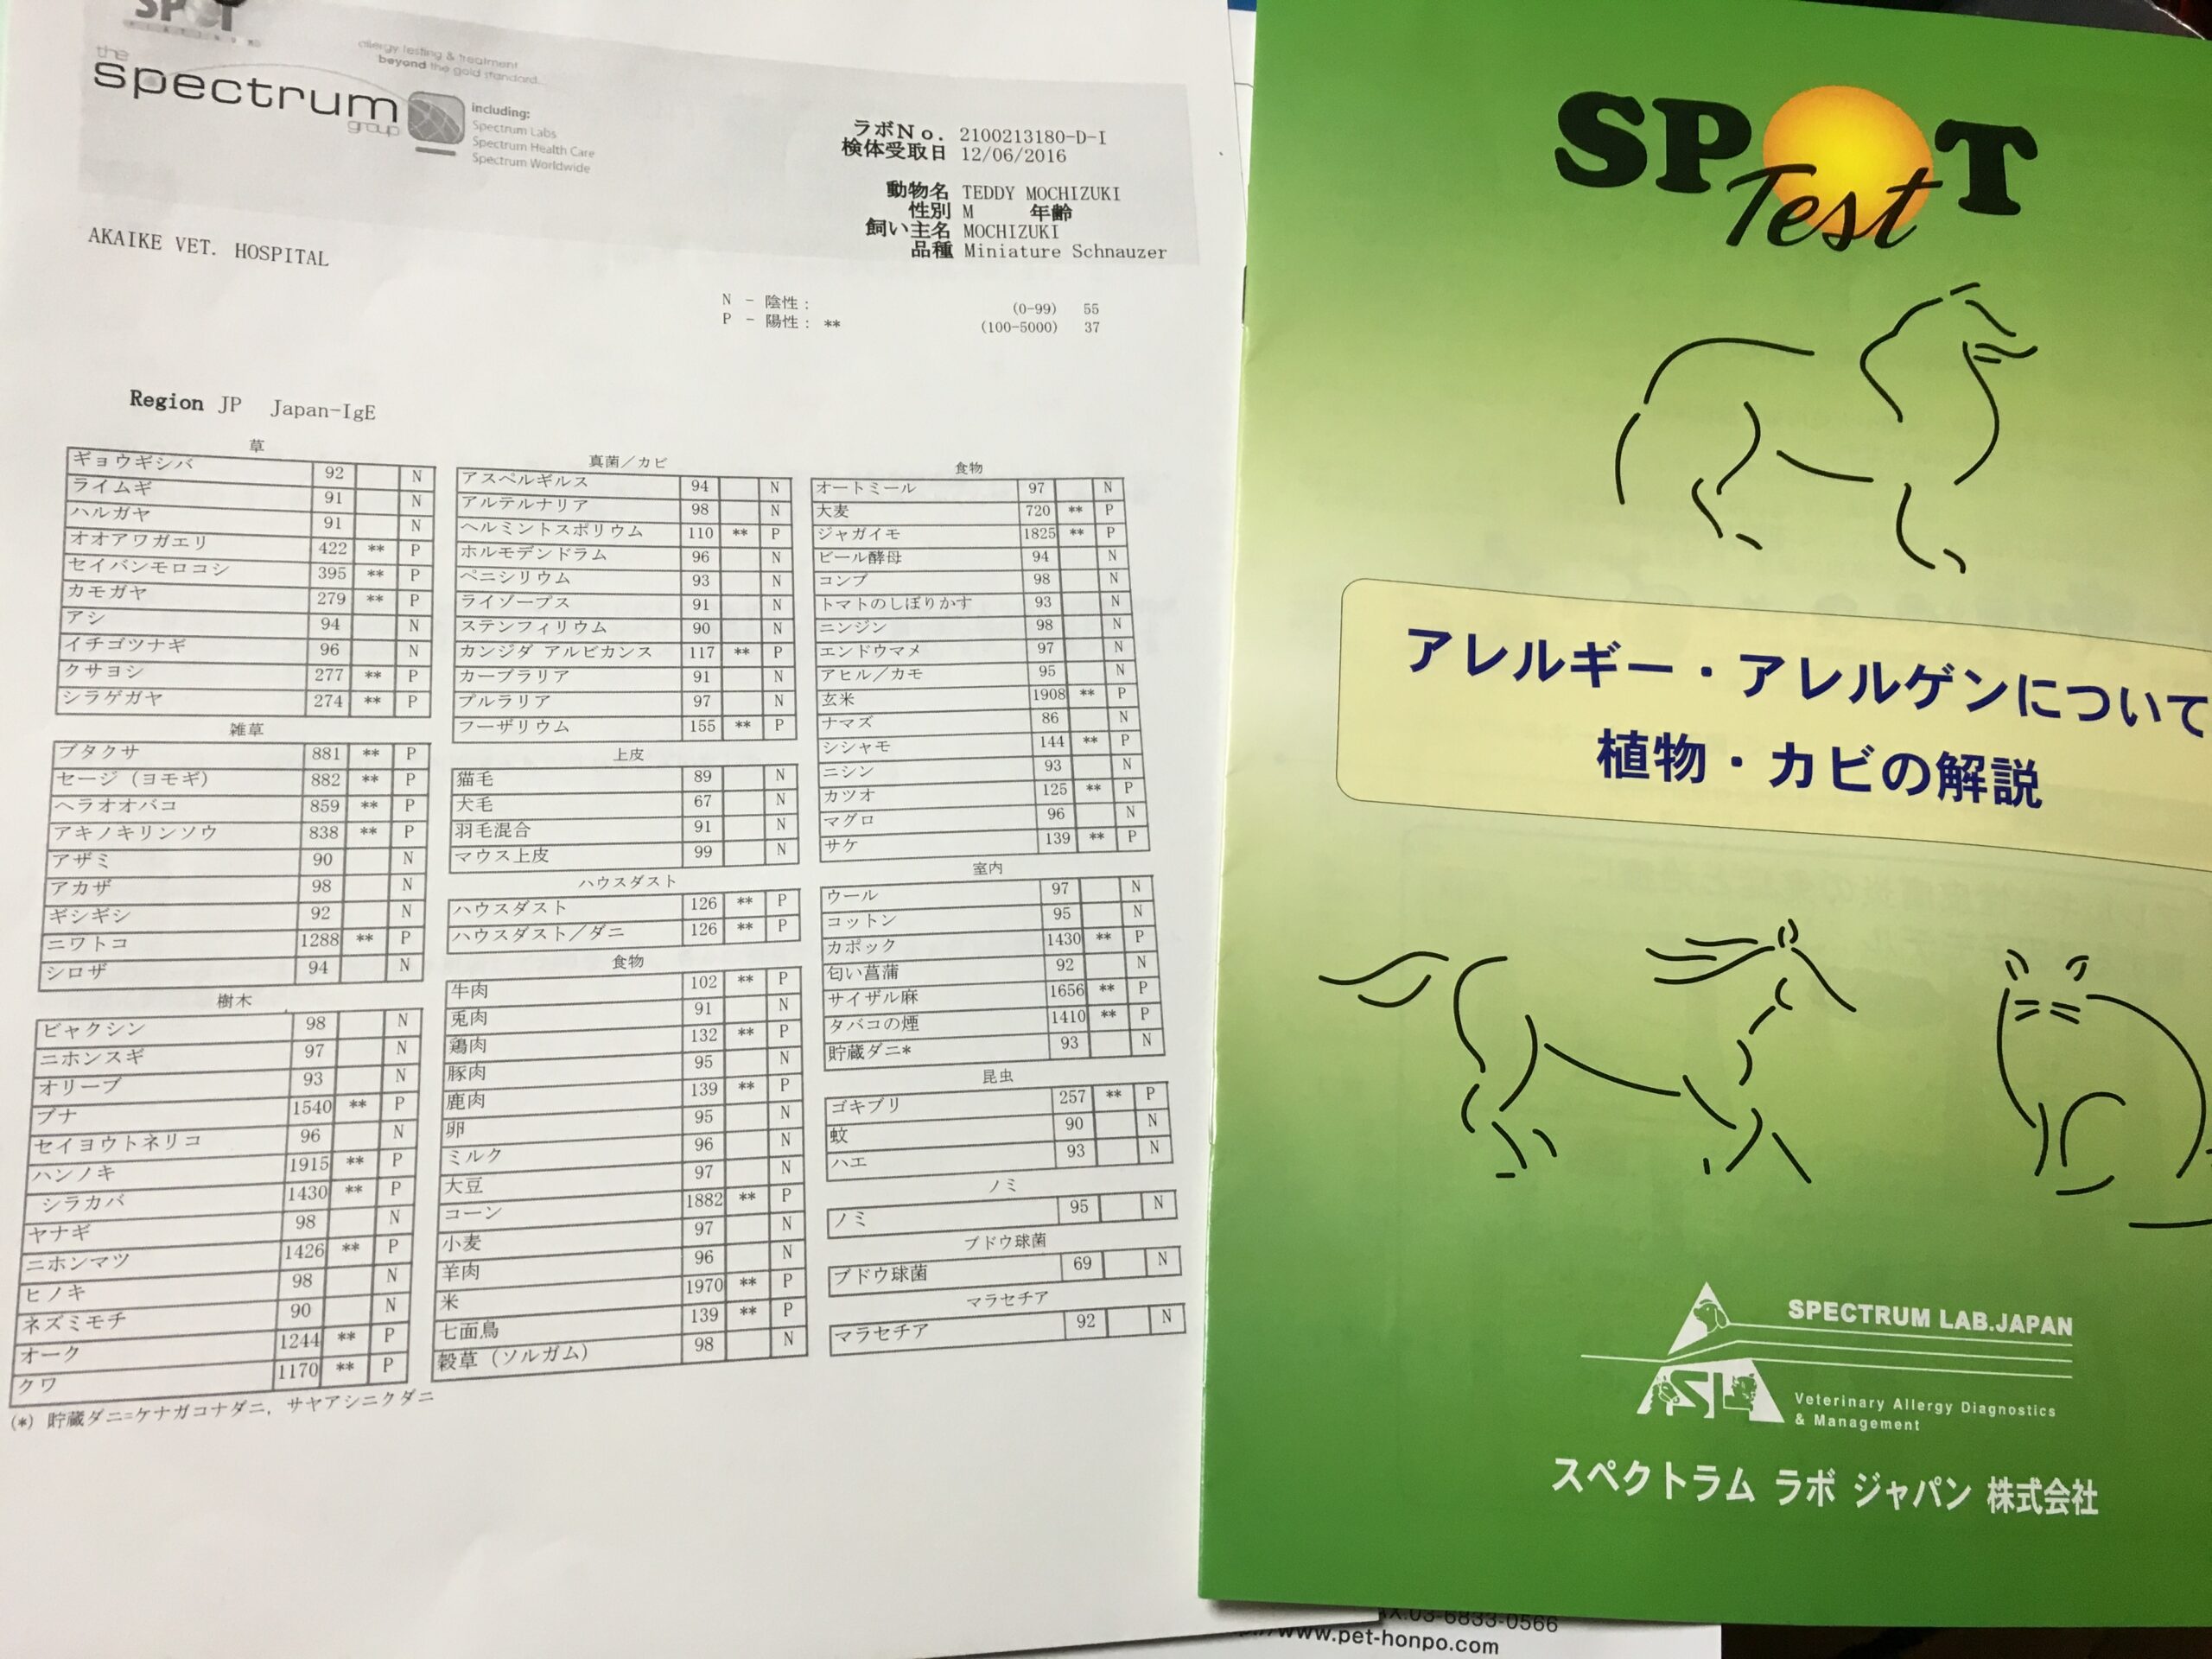 SPOT
the
spectrum
group
allergy testing & treatment
beyond the gold standard...
including:
Spectrum Labs
Spectrum Health Care
Spectrum Worldwide
ラボNo. 2100213180-D-I
検体受取日 12/06/2016
動物名 TEDDY MOCHIZUKI
性別 M 年齢
飼い主名 MOCHIZUKI
品種 Miniature Schnauzer
AKAIKE VET. HOSPITAL
N - 陰性: (0-99) 55
P - 陽性: ** (100-5000) 37
Region JP Japan-IgE
草
ギョウギシバ 92 N
ライムギ 91 N
ハルガヤ 91 N
オオアワガエリ 422 ** P
セイバンモロコシ 395 ** P
カモガヤ 279 ** P
アシ 94 N
イチゴツナギ 96 N
クサヨシ 277 ** P
シラゲガヤ 274 ** P
雑草
ブタクサ 881 ** P
セージ(ヨモギ) 882 ** P
ヘラオオバコ 859 ** P
アキノキリンソウ 838 ** P
アザミ 90 N
アカザ 98 N
ギシギシ 92 N
ニワトコ 1288 ** P
シロザ 94 N
樹木
ビャクシン 98 N
ニホンスギ 97 N
オリーブ 93 N
ブナ 1540 ** P
セイヨウトネリコ 96 N
ハンノキ 1915 ** P
シラカバ 1430 ** P
ヤナギ 98 N
ニホンマツ 1426 ** P
ヒノキ 98 N
ネズミモチ 90 N
オーク 1244 ** P
クワ 1170 ** P
(*) 貯蔵ダニ=ケナガコナダニ, サヤアシニクダニ
真菌/カビ
アスペルギルス 94 N
アルテルナリア 98 N
ヘルミントスポリウム 110 ** P
ホルモデンドラム 96 N
ペニシリウム 93 N
ライゾープス 91 N
ステンフィリウム 90 N
カンジダ アルビカンス 117 ** P
カーブラリア 91 N
プルラリア 97 N
フーザリウム 155 ** P
上皮
猫毛 89 N
犬毛 67 N
羽毛混合 91 N
マウス上皮 99 N
ハウスダスト
ハウスダスト 126 ** P
ハウスダスト/ダニ 126 ** P
食物
牛肉 102 ** P
兎肉 91 N
鶏肉 132 ** P
豚肉 95 N
鹿肉 139 ** P
卵 95 N
ミルク 96 N
大豆 97 N
コーン 1882 ** P
小麦 97 N
羊肉 96 N
米 1970 ** P
七面鳥 139 ** P
穀草(ソルガム) 98 N
食物
オートミール 97 N
大麦 720 ** P
ジャガイモ 1825 ** P
ビール酵母 94 N
コンブ 98 N
トマトのしぼりかす 93 N
ニンジン 98 N
エンドウマメ 97 N
アヒル/カモ 95 N
玄米 1908 ** P
ナマズ 86 N
シシャモ 144 ** P
ニシン 93 N
カツオ 125 ** P
マグロ 96 N
サケ 139 ** P
室内
ウール 97 N
コットン 95 N
カポック 1430 ** P
匂い菖蒲 92 N
サイザル麻 1656 ** P
タバコの煙 1410 ** P
貯蔵ダニ* 93 N
昆虫
ゴキブリ 257 ** P
蚊 90 N
ハエ 93 N
ノミ
ノミ 95 N
ブドウ球菌
ブドウ球菌 69 N
マラセチア
マラセチア 92 N
SPOT
Test
アレルギー・アレルゲンについて
植物・カビの解説
SPECTRUM LAB.JAPAN
ASL
Veterinary Allergy Diagnostics
& Management
スペクトラム ラボ ジャパン 株式会社
03-6833-0566
www.pet-honpo.com